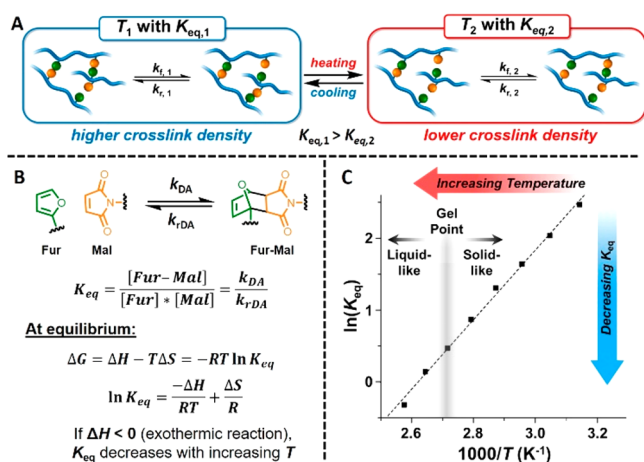 A
T₁ with K_eq,1
k_f, 1
k_r, 1
higher crosslink density
heating
cooling
K_eq,1 > K_eq,2
T₂ with K_eq,2
k_f, 2
k_r, 2
lower crosslink density
B
O
Fur
O
N
O
Mal
k_DA
k_rDA
O
O
N
O
Fur-Mal
K_eq = [Fur−Mal] / [Fur] * [Mal] = k_DA / k_rDA
At equilibrium:
ΔG = ΔH − TΔS = −RT ln K_eq
ln K_eq = −ΔH / RT + ΔS / R
If ΔH < 0 (exothermic reaction),
K_eq decreases with increasing T
C
Increasing Temperature
Gel
Point
Liquid-
like
Solid-
like
Decreasing K_eq
ln(K_eq)
2
1
0
2.6
2.8
3.0
3.2
1000/T (K⁻¹)